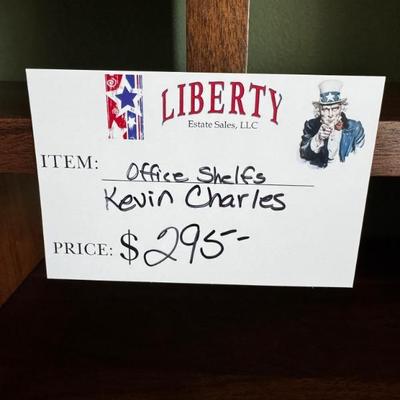 LIBERTY
Estate Sales, LLC
ITEM: Office Shelfs
Kevin Charles
PRICE: $295-